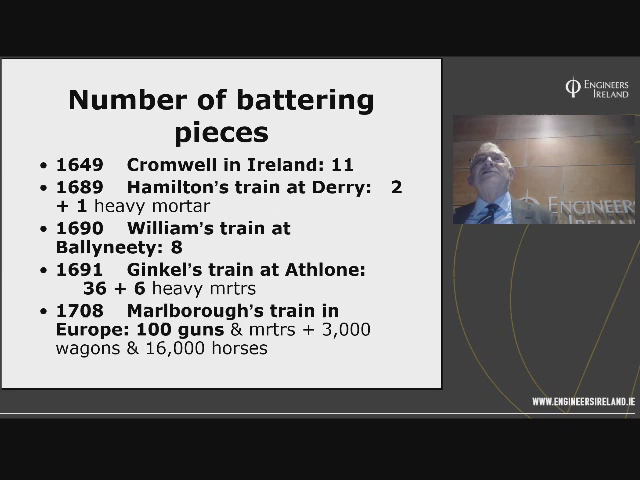 Number of battering
pieces
• 1649 Cromwell in Ireland: 11
• 1689 Hamilton's train at Derry: 2
+ 1 heavy mortar
• 1690 William's train at
Ballyneety: 8
• 1691 Ginkel's train at Athlone:
36 + 6 heavy mrtrs
• 1708 Marlborough's train in
Europe: 100 guns & mrtrs + 3,000
wagons & 16,000 horses
ENGINEERS
IRELAND
ENGINEERS
IRELAND
WWW.ENGINEERSIRELAND.IE